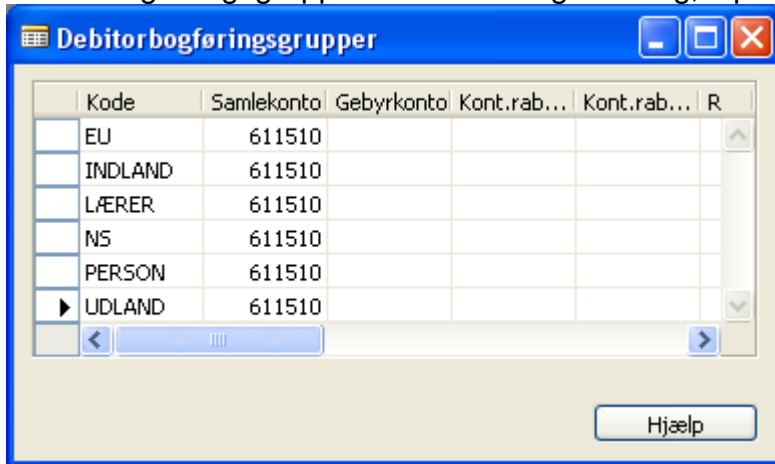 Debitorbogføringsgrupper
Kode Samlekonto Gebyrkonto Kont.rab... Kont.rab... R
EU 611510
INDLAND 611510
LÆRER 611510
NS 611510
PERSON 611510
UDLAND 611510
Hjælp